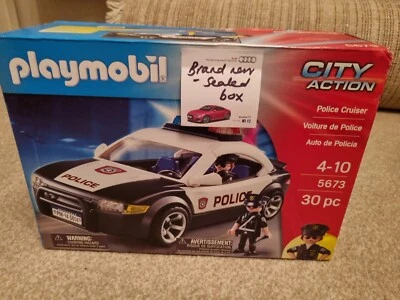 playmobil
Brand new
- Sealed
box
CITY
ACTION
Police Cruiser
Voiture de Police
Auto de Policía
4-10
5673
30 pc
POLICE
POLICE
WARNING:
AVERTISSEMENT: